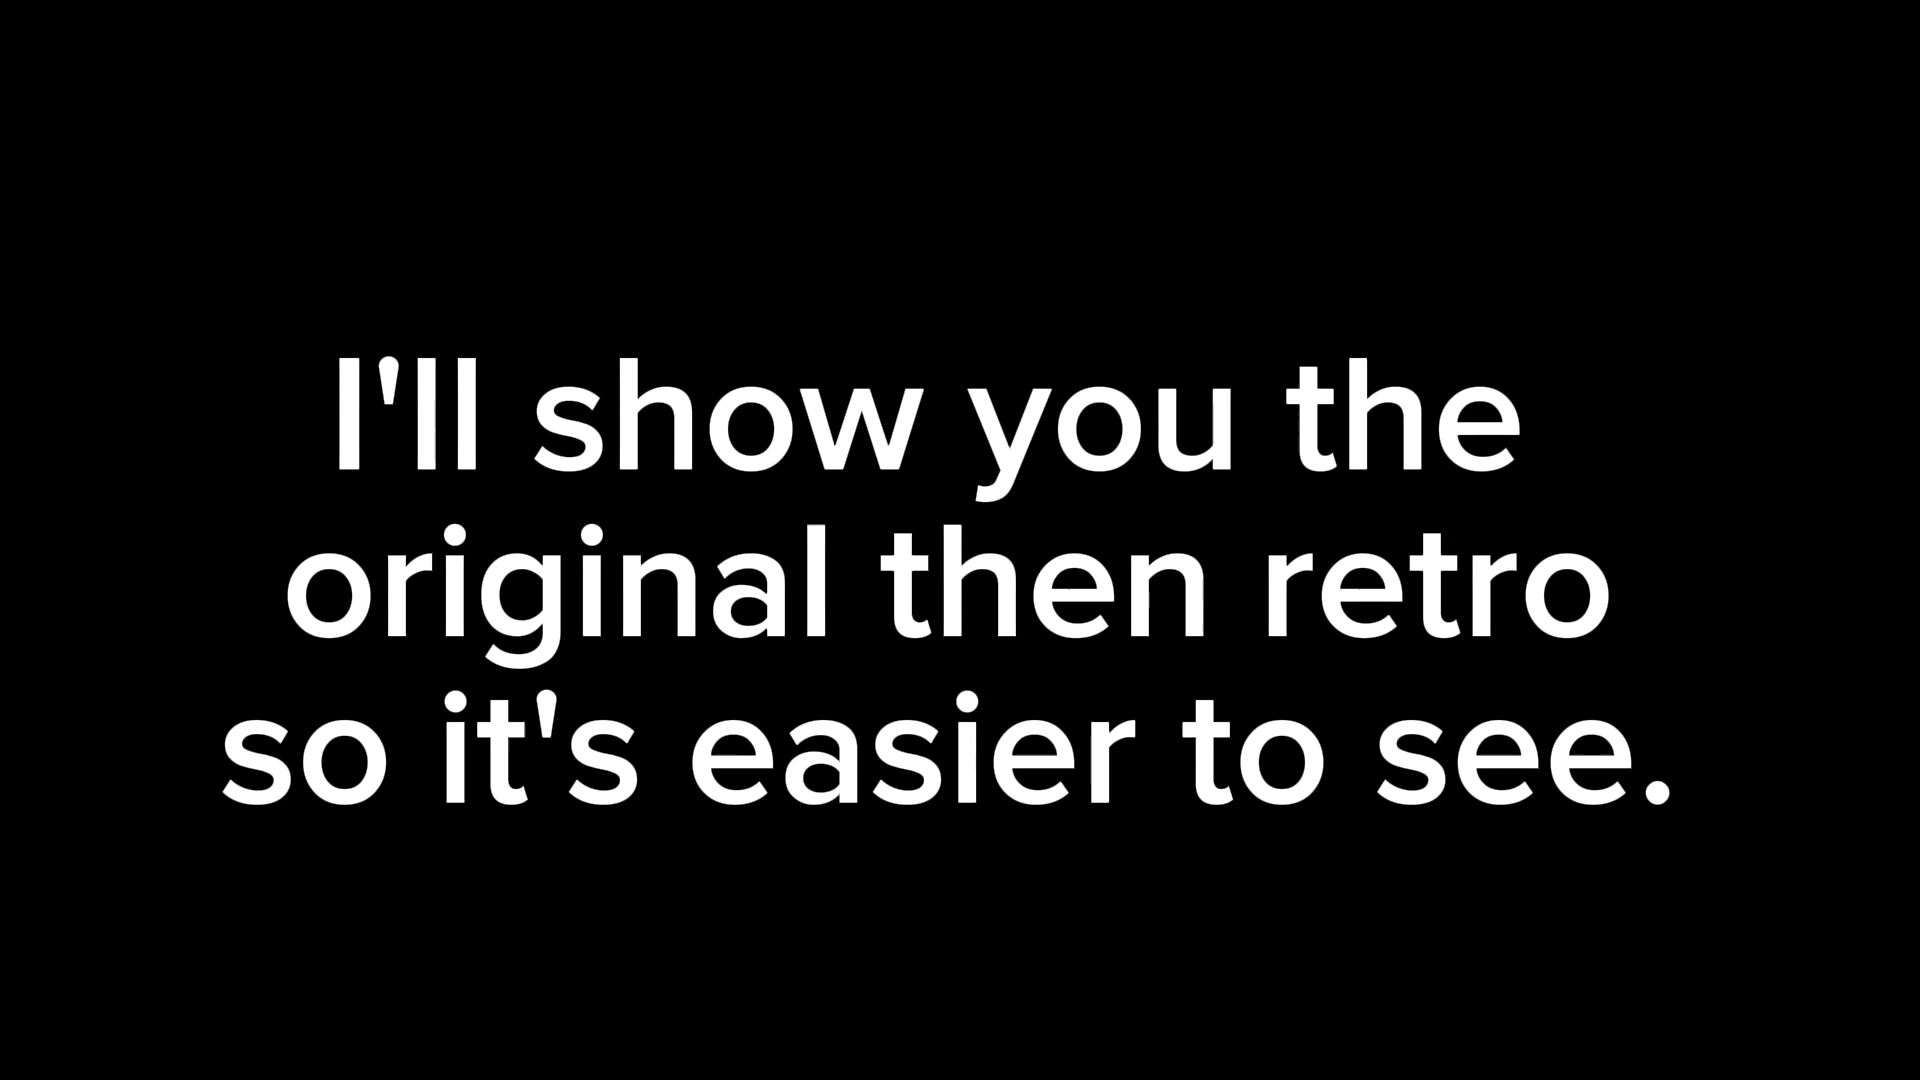 I'll show you the
original then retro
so it's easier to see.